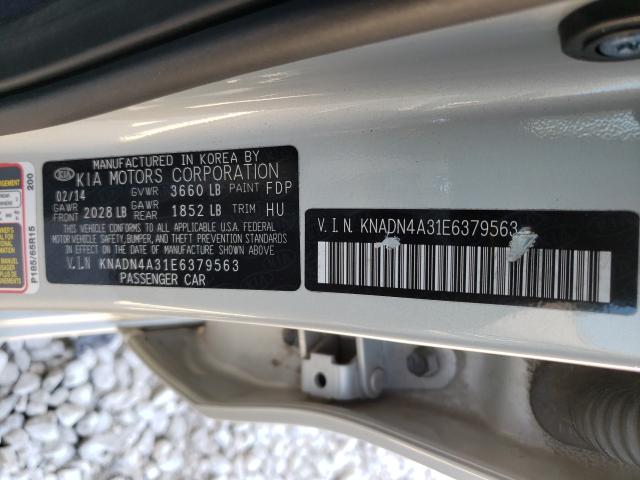 MANUFACTURED IN KOREA BY
KIA KIA MOTORS CORPORATION
02/14 GVWR 3660 LB PAINT FDP
GAWR FRONT 2028 LB GAWR REAR 1852 LB TRIM HU
THIS VEHICLE CONFORMS TO ALL APPLICABLE U.S.A. FEDERAL
MOTOR VEHICLE SAFETY, BUMPER, AND THEFT PREVENTION STANDARDS
IN EFFECT ON THE DATE OF MANUFACTURE SHOWN ABOVE.
V.I.N KNADN4A31E6379563
PASSENGER CAR
V.I.N. KNADN4A31E6379563
200
P185/65R15